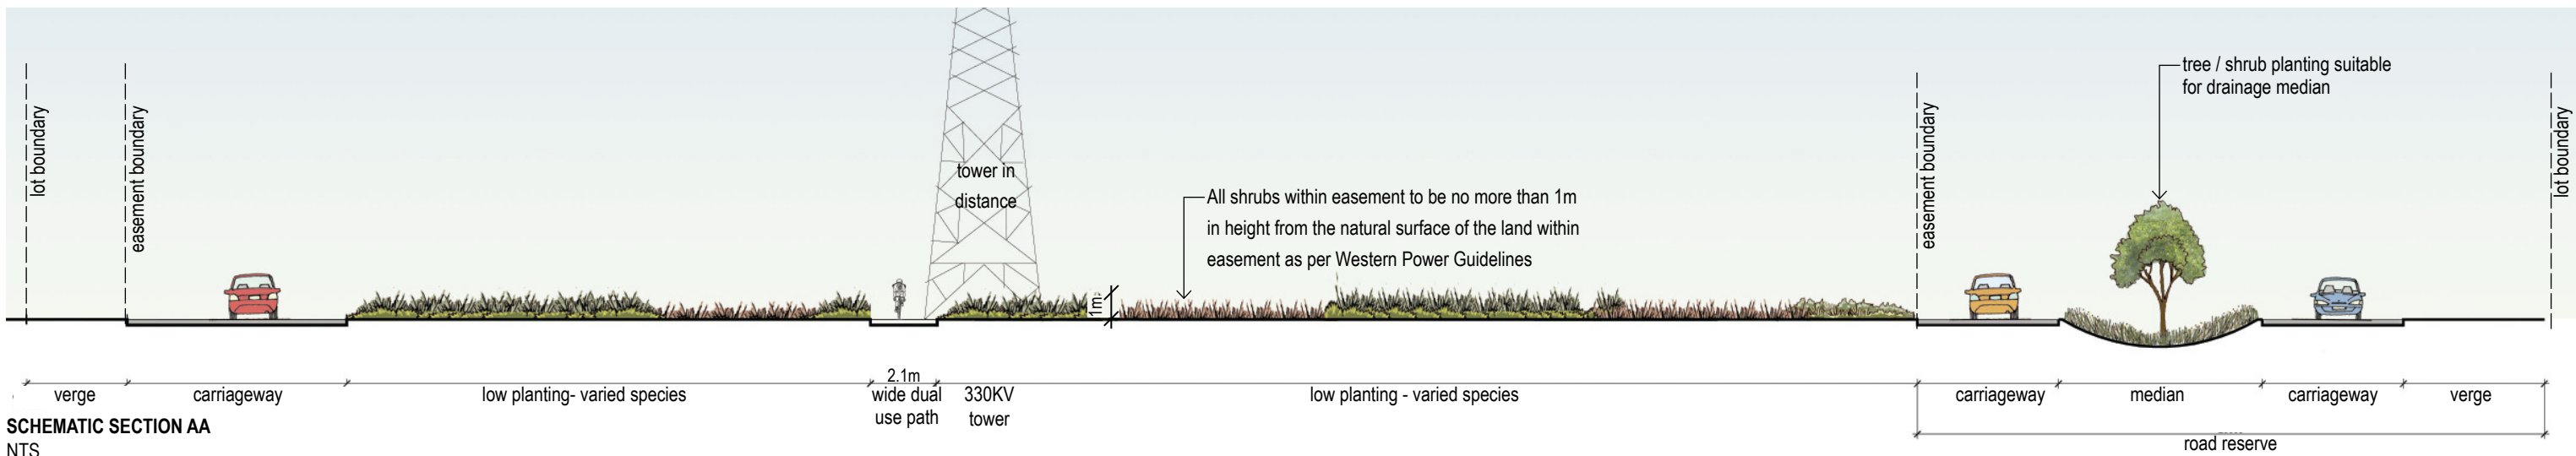 lot boundary
easement boundary
tower in
distance
1m
All shrubs within easement to be no more than 1m
in height from the natural surface of the land within
easement as per Western Power Guidelines
easement boundary
tree / shrub planting suitable
for drainage median
lot boundary
verge
carriageway
low planting- varied species
2.1m
wide dual
use path
330KV
tower
low planting - varied species
carriageway
median
carriageway
verge
road reserve
SCHEMATIC SECTION AA
NTS